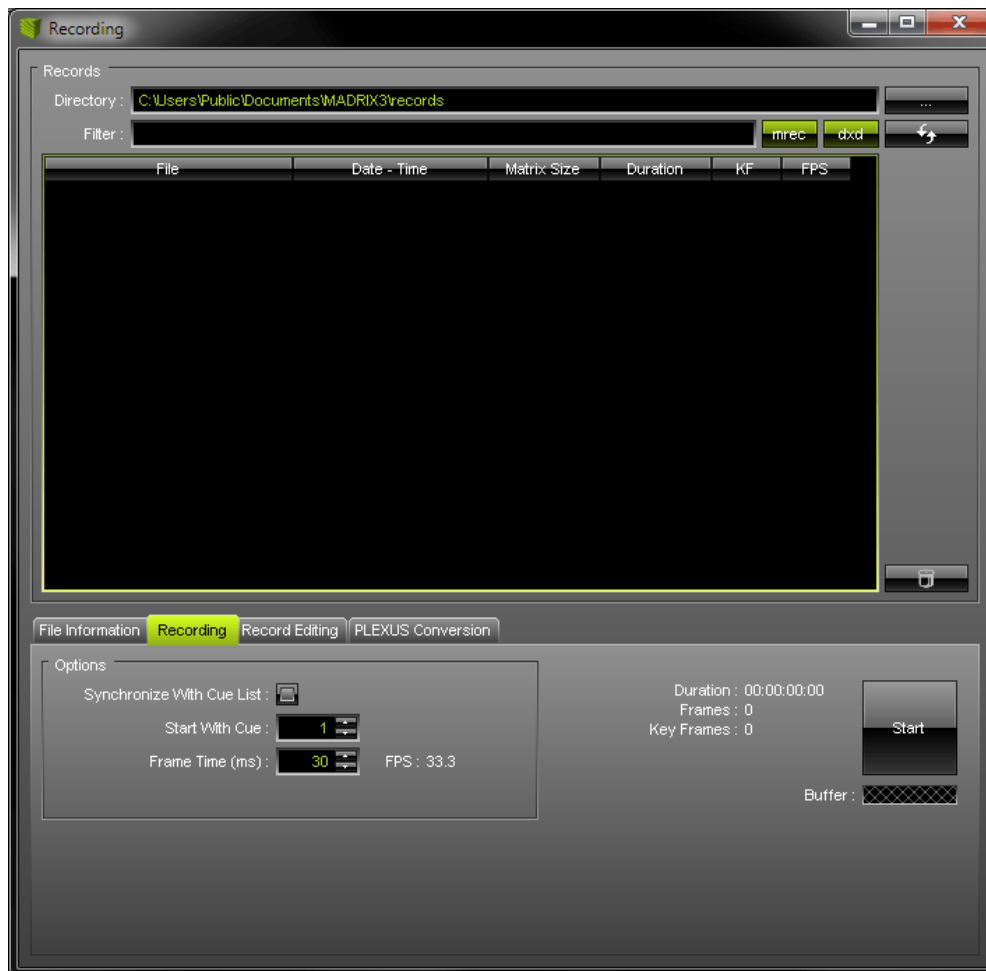 Recording
Records
Directory : C:\Users\Public\Documents\MADRIX3\records ...
Filter : mrec dxd
File Date - Time Matrix Size Duration KF FPS
File Information Recording Record Editing PLEXUS Conversion
Options
Synchronize With Cue List :
Start With Cue : 1
Frame Time (ms) : 30 FPS : 33.3
Duration : 00:00:00:00
Frames : 0
Key Frames : 0
Start
Buffer :